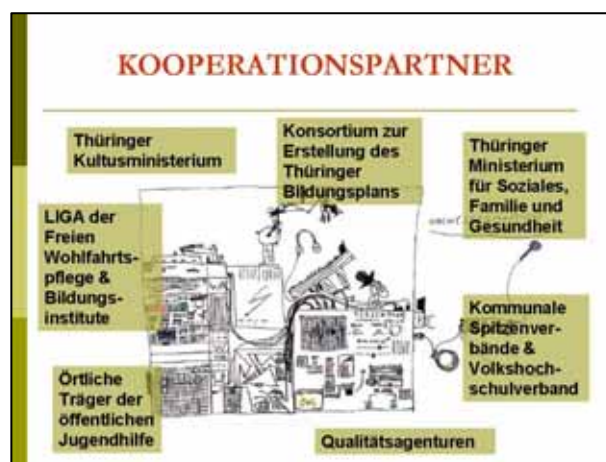 KOOPERATIONSPARTNER
Thüringer
Kultusministerium
Konsortium zur
Erstellung des
Thüringer
Bildungsplans
Thüringer
Ministerium
für Soziales,
Familie und
Gesundheit
LIGA der
Freien
Wohlfahrts-
pflege &
Bildungs-
institute
Kommunale
Spitzenver-
bände &
Volkshoch-
schulverband
Örtliche
Träger der
öffentlichen
Jugendhilfe
Qualitätsagenturen